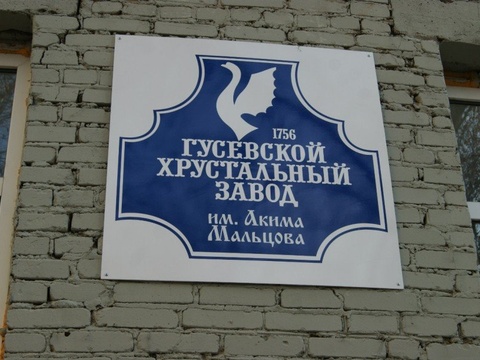 1756
ГУСЕВСКОЙ
ХРУСТАЛЬНЫЙ
ЗАВОД
им. Акима
Мальцова